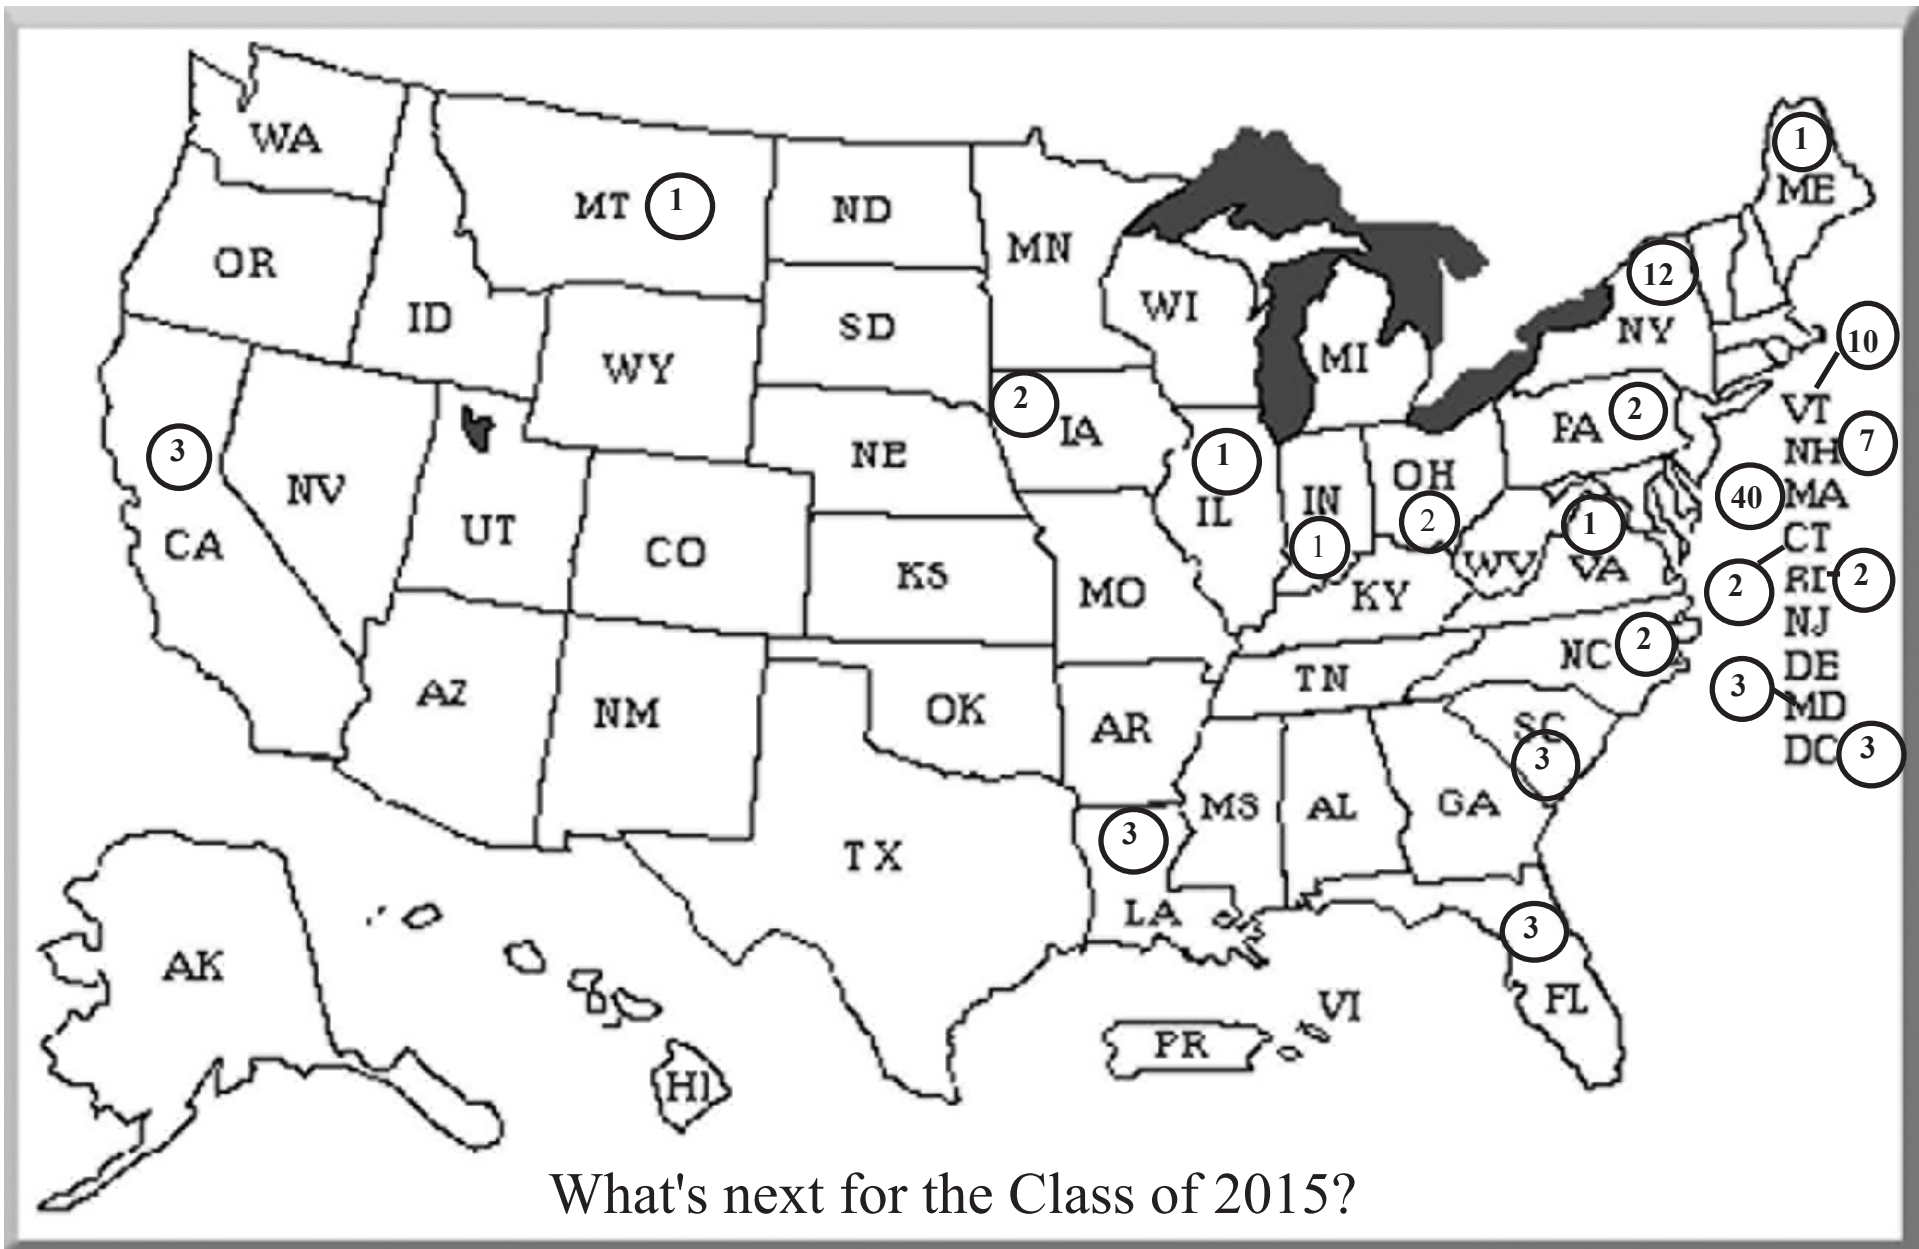 WA
MT 1
ND
MN
1
ME
OR
ID
SD
WI
MI
12
NY
10
WY
VT
NH 7
3
CA
NV
UT
CO
NE
2
IA
1
IL
IN
1
OH
2
PA 2
40 MA
1
VA
WV
CT
2
RI 2
NJ
DE
3
MD
DC 3
KS
MO
KY
NC 2
TN
AZ
NM
OK
AR
SC
3
MS
AL
GA
3
LA
TX
3
FL
AK
HI
PR
VI
What's next for the Class of 2015?